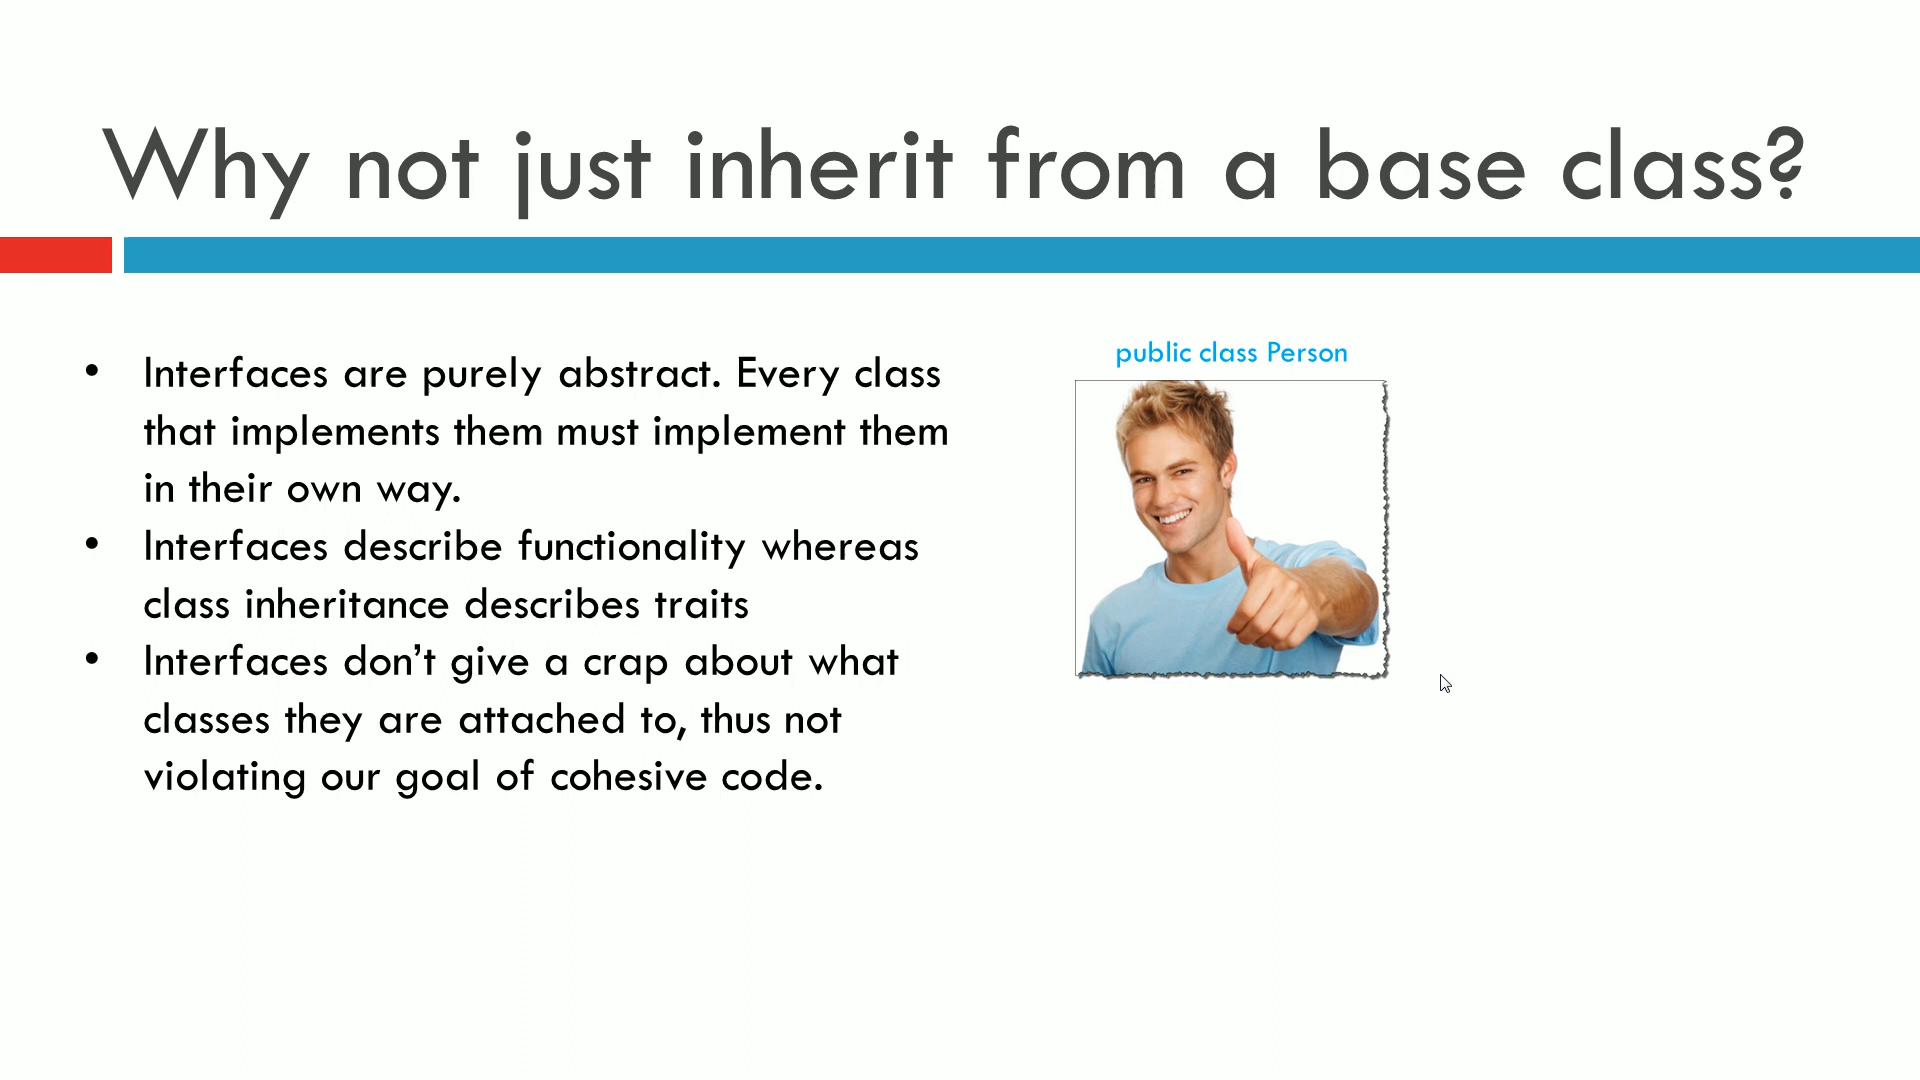 Why not just inherit from a base class?
• Interfaces are purely abstract. Every class
that implements them must implement them
in their own way.
• Interfaces describe functionality whereas
class inheritance describes traits
• Interfaces don’t give a crap about what
classes they are attached to, thus not
violating our goal of cohesive code.
public class Person